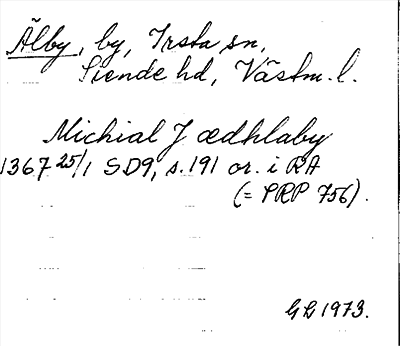 Älby, by, Irsta sn,
Siende hd, Västm. l.
Michial J ædhlaby
1367 25/1 SD9, s. 191 or. i RA
(= PRP 756).
GL 1973.